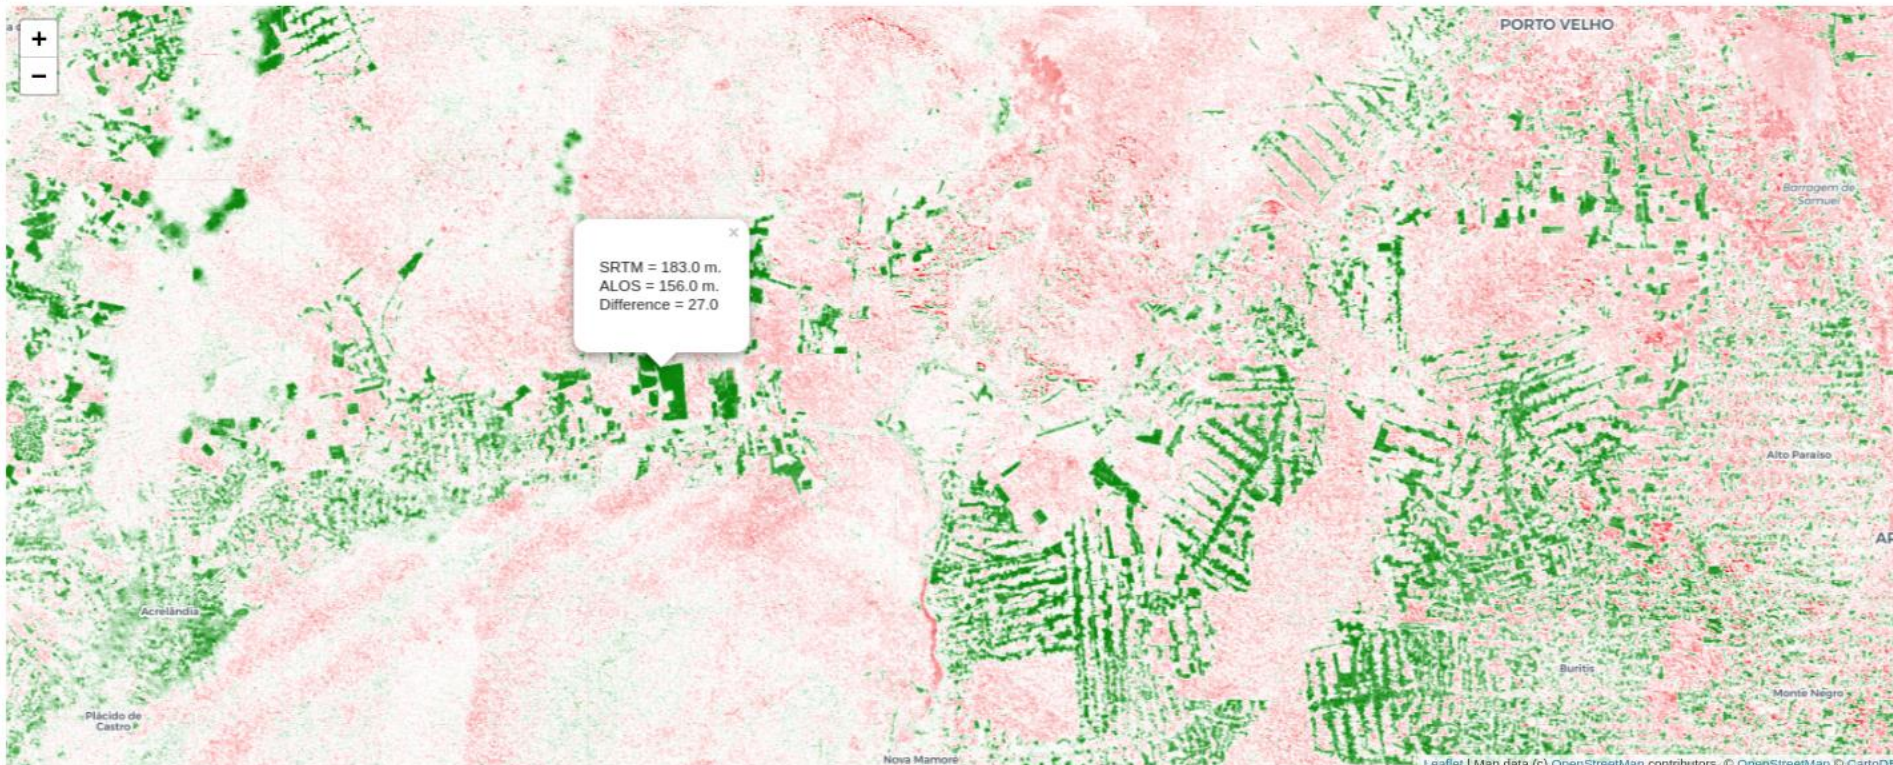 +
−
PORTO VELHO
Barragem de
Samuel
×
SRTM = 183.0 m.
ALOS = 156.0 m.
Difference = 27.0
Alto Paraíso
Acrelândia
Buritis
Monte Negro
Plácido de
Castro
Nova Mamoré
Leaflet | Map data (c) OpenStreetMap contributors, © OpenStreetMap © CartoDB